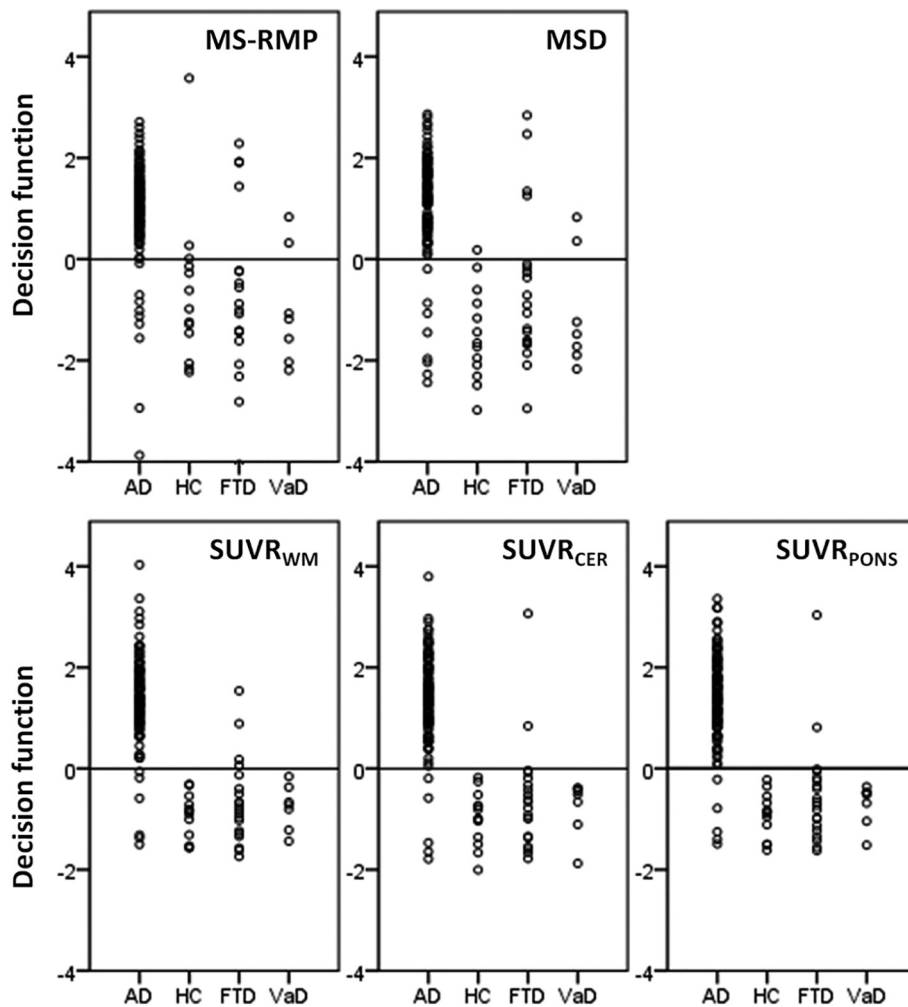 MS-RMP
MSD
Decision function
4
2
0
-2
-4
4
2
0
-2
-4
AD HC FTD VaD
AD HC FTD VaD
SUVRWM
SUVRCER
SUVRPONS
Decision function
4
2
0
-2
-4
4
2
0
-2
-4
4
2
0
-2
-4
AD HC FTD VaD
AD HC FTD VaD
AD HC FTD VaD